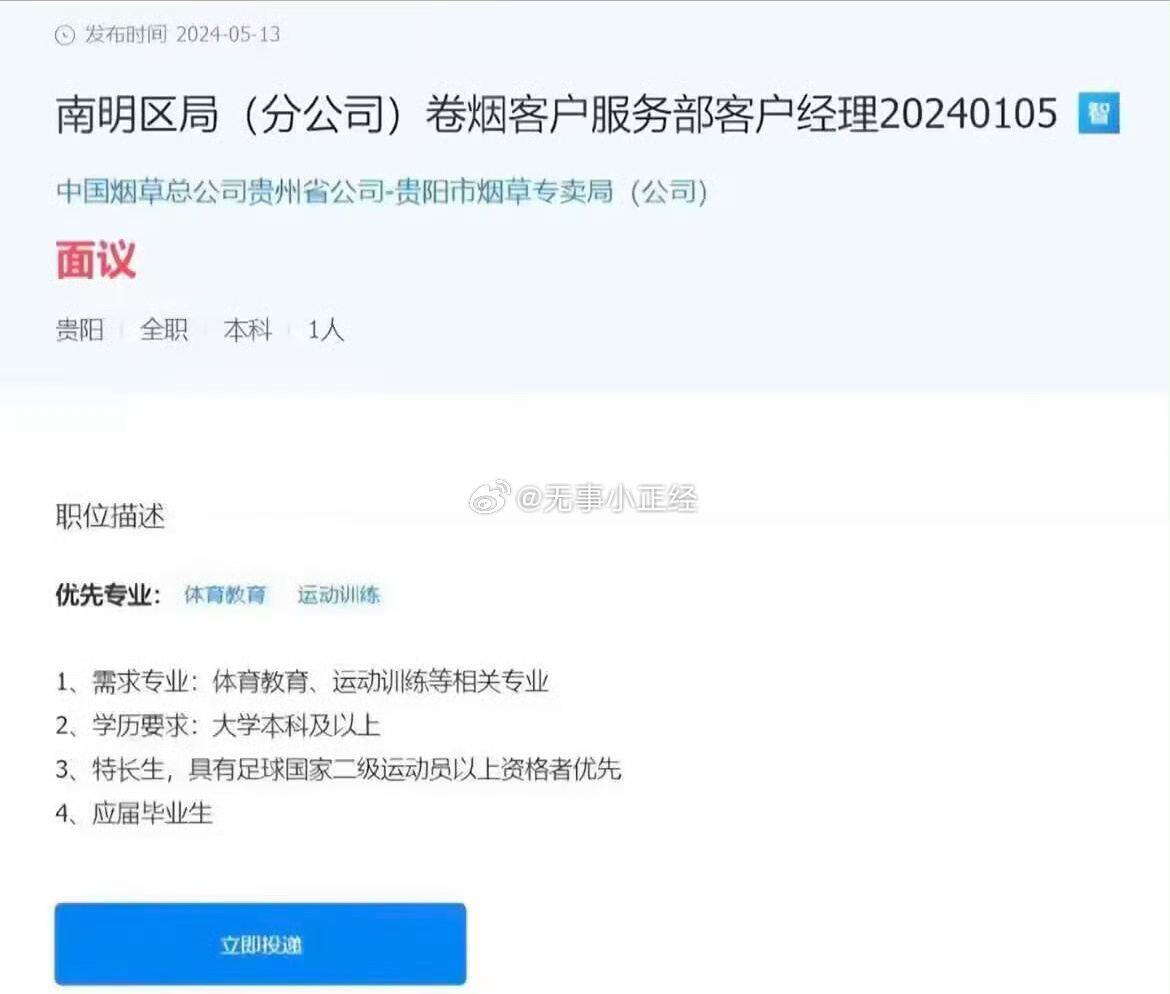 发布时间 2024-05-13
南明区局（分公司）卷烟客户服务部客户经理20240105 智
中国烟草总公司贵州省公司-贵阳市烟草专卖局（公司）
面议
贵阳 全职 本科 1人
@无事小正经
职位描述
优先专业： 体育教育 运动训练
1、需求专业：体育教育、运动训练等相关专业
2、学历要求：大学本科及以上
3、特长生，具有足球国家二级运动员以上资格者优先
4、应届毕业生
立即投递